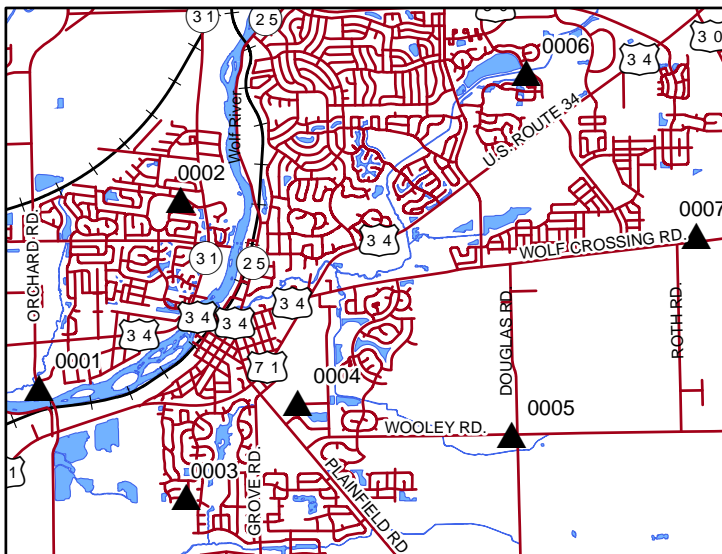 31
25
30
34
0006
Wolf River
U.S. ROUTE 34
0002
ORCHARD RD.
0007
34
WOLF CROSSING RD.
31
25
34
34
34
34
DOUGLAS RD.
ROTH RD.
0001
71
0004
0005
WOOLEY RD.
1
0003
GROVE RD.
PLAINFIELD RD